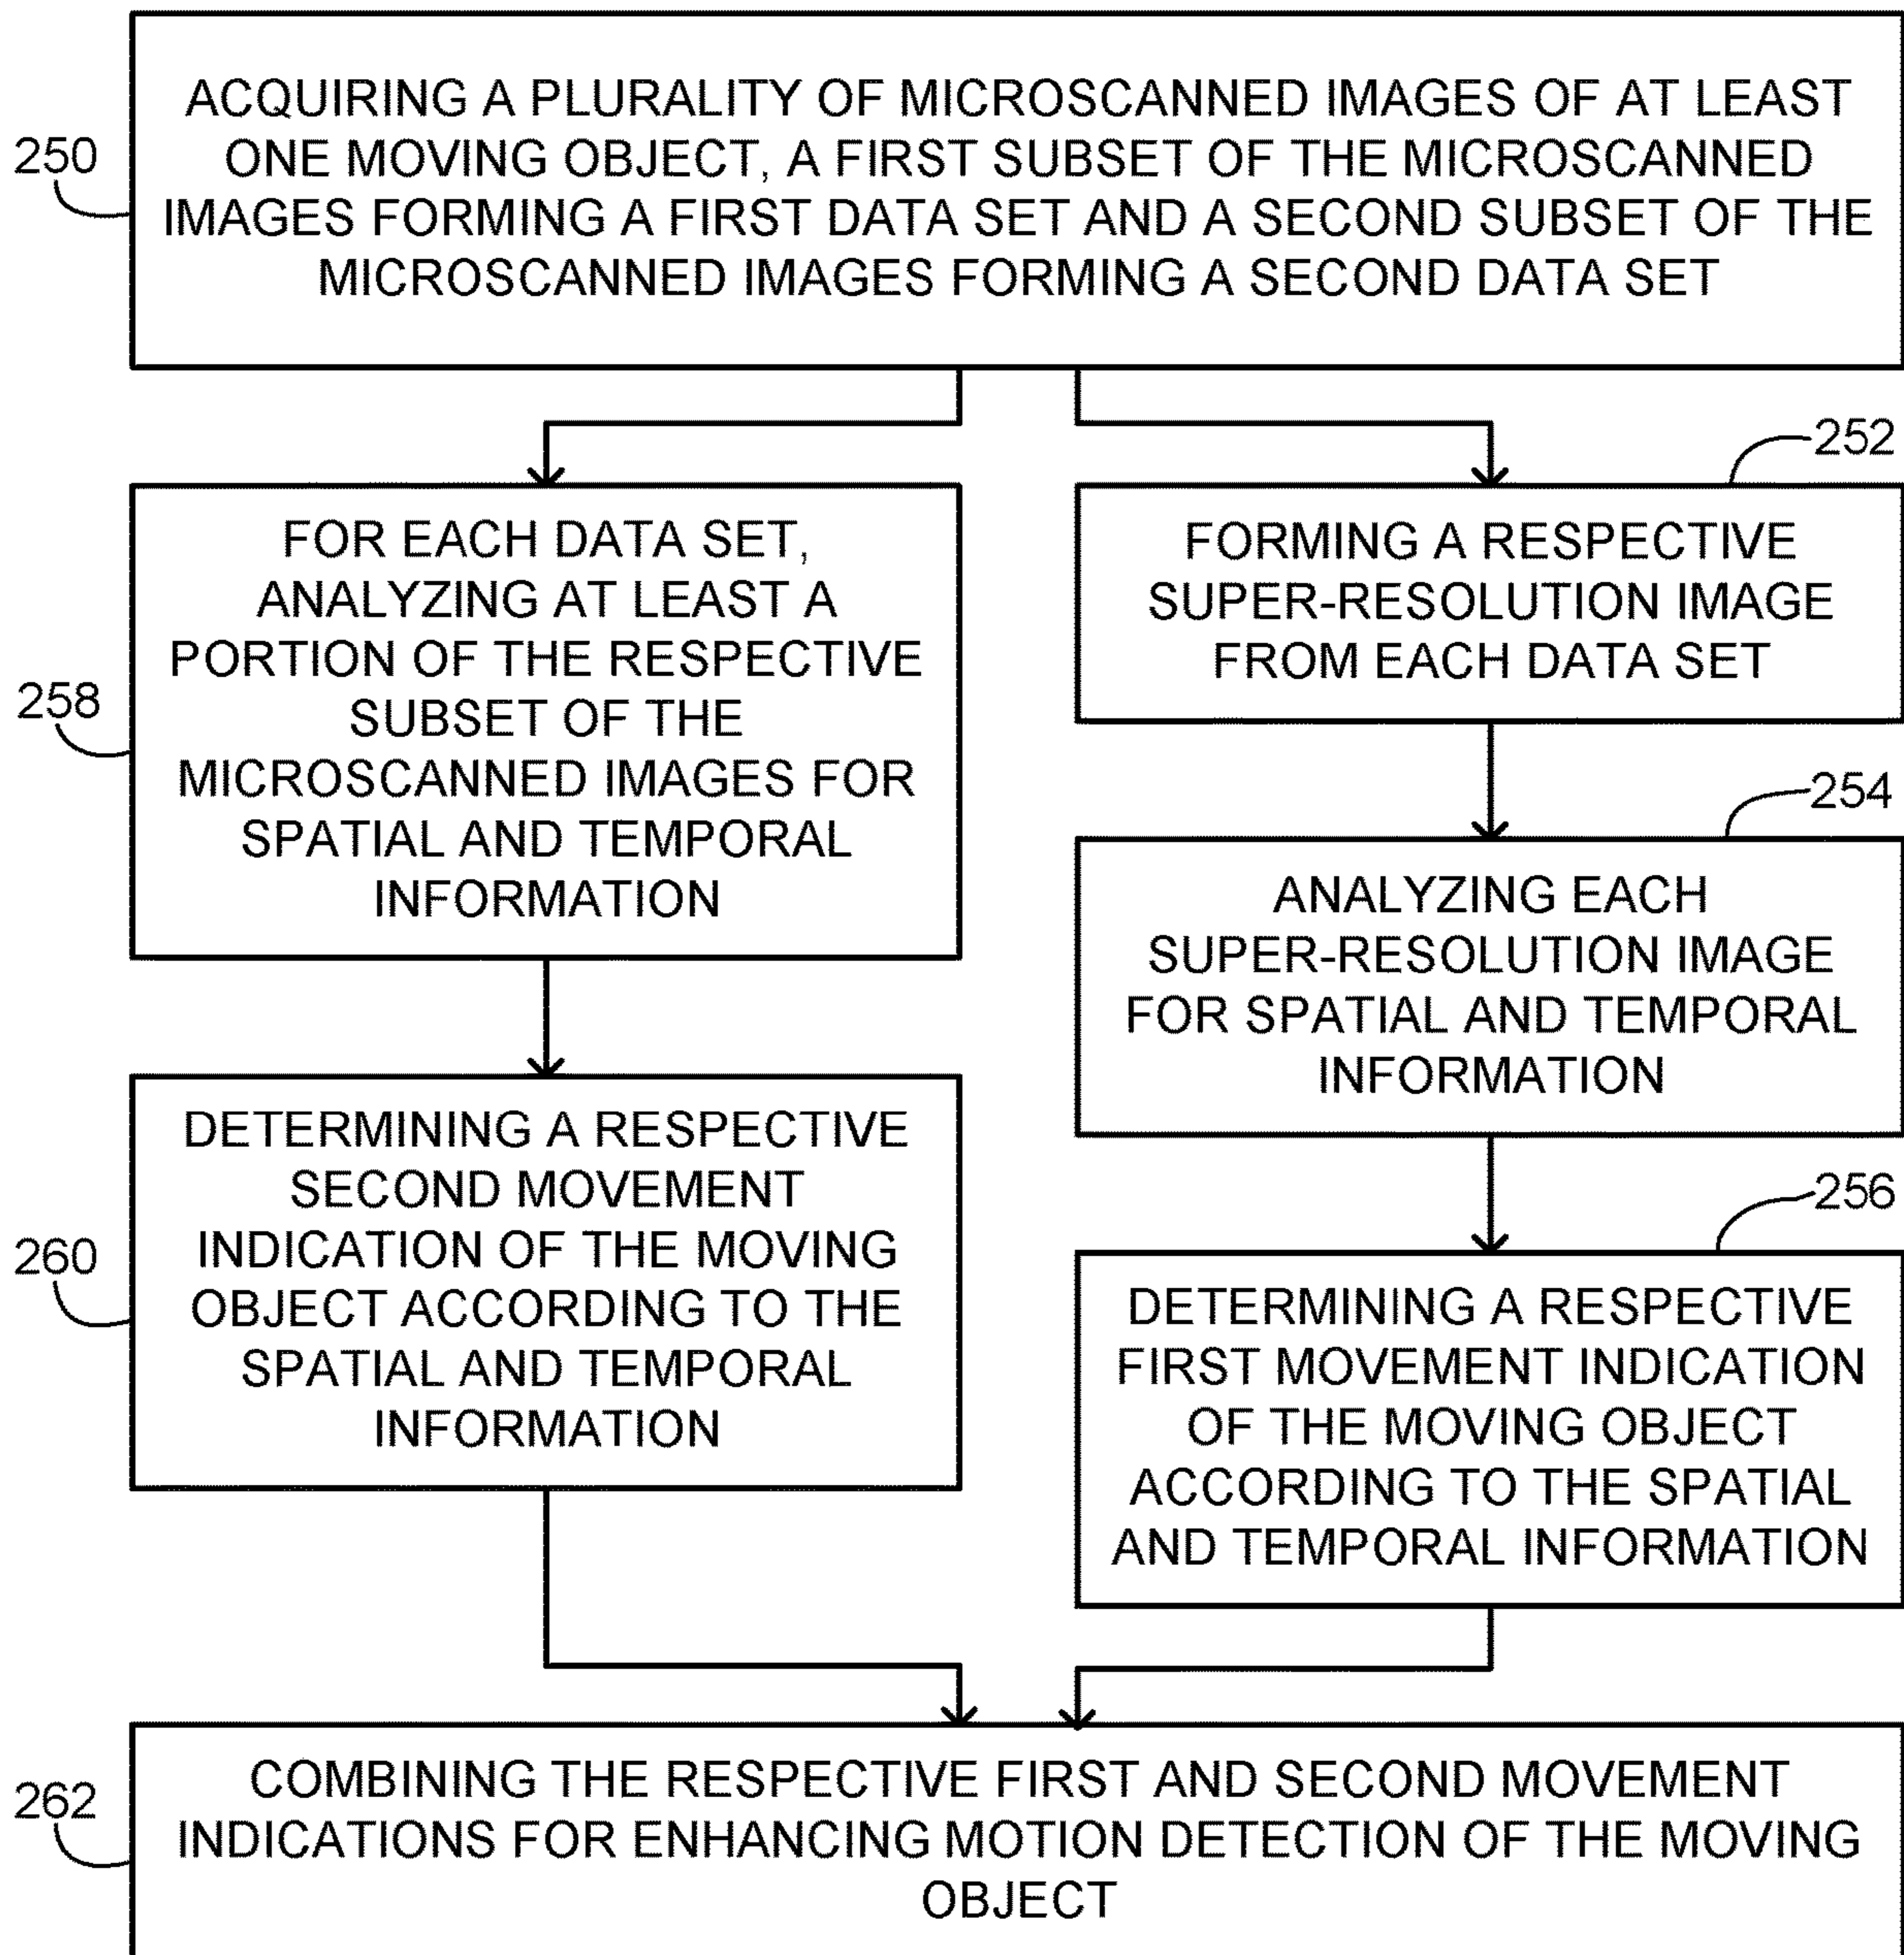 250
ACQUIRING A PLURALITY OF MICROSCANNED IMAGES OF AT LEAST
ONE MOVING OBJECT, A FIRST SUBSET OF THE MICROSCANNED
IMAGES FORMING A FIRST DATA SET AND A SECOND SUBSET OF THE
MICROSCANNED IMAGES FORMING A SECOND DATA SET
258
FOR EACH DATA SET,
ANALYZING AT LEAST A
PORTION OF THE RESPECTIVE
SUBSET OF THE
MICROSCANNED IMAGES FOR
SPATIAL AND TEMPORAL
INFORMATION
260
DETERMINING A RESPECTIVE
SECOND MOVEMENT
INDICATION OF THE MOVING
OBJECT ACCORDING TO THE
SPATIAL AND TEMPORAL
INFORMATION
252
FORMING A RESPECTIVE
SUPER-RESOLUTION IMAGE
FROM EACH DATA SET
254
ANALYZING EACH
SUPER-RESOLUTION IMAGE
FOR SPATIAL AND TEMPORAL
INFORMATION
256
DETERMINING A RESPECTIVE
FIRST MOVEMENT INDICATION
OF THE MOVING OBJECT
ACCORDING TO THE SPATIAL
AND TEMPORAL INFORMATION
262
COMBINING THE RESPECTIVE FIRST AND SECOND MOVEMENT
INDICATIONS FOR ENHANCING MOTION DETECTION OF THE MOVING
OBJECT